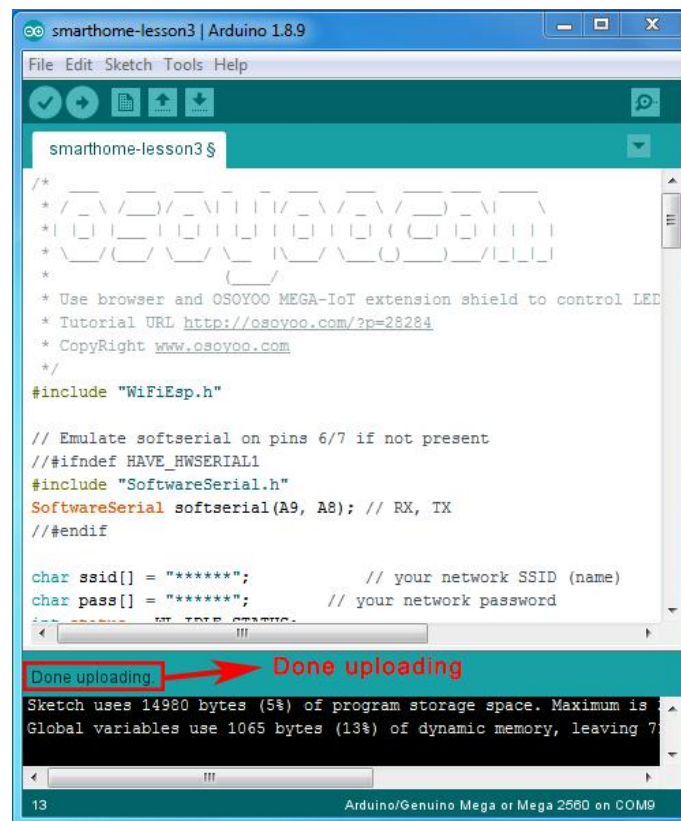 smarthome-lesson3 | Arduino 1.8.9
File Edit Sketch Tools Help
smarthome-lesson3 §
/*
* Use browser and OSOYOO MEGA-IoT extension shield to control LED
* Tutorial URL http://osoyoo.com/?p=28284
* CopyRight www.osoyoo.com
*/
#include "WiFiEsp.h"
// Emulate softserial on pins 6/7 if not present
//#ifndef HAVE_HWSERIAL1
#include "SoftwareSerial.h"
SoftwareSerial softserial(A9, A8); // RX, TX
//#endif
char ssid[] = "******"; // your network SSID (name)
char pass[] = "******"; // your network password
Done uploading. Done uploading
Sketch uses 14980 bytes (5%) of program storage space. Maximum is
Global variables use 1065 bytes (13%) of dynamic memory, leaving
13 Arduino/Genuino Mega or Mega 2560 on COM9